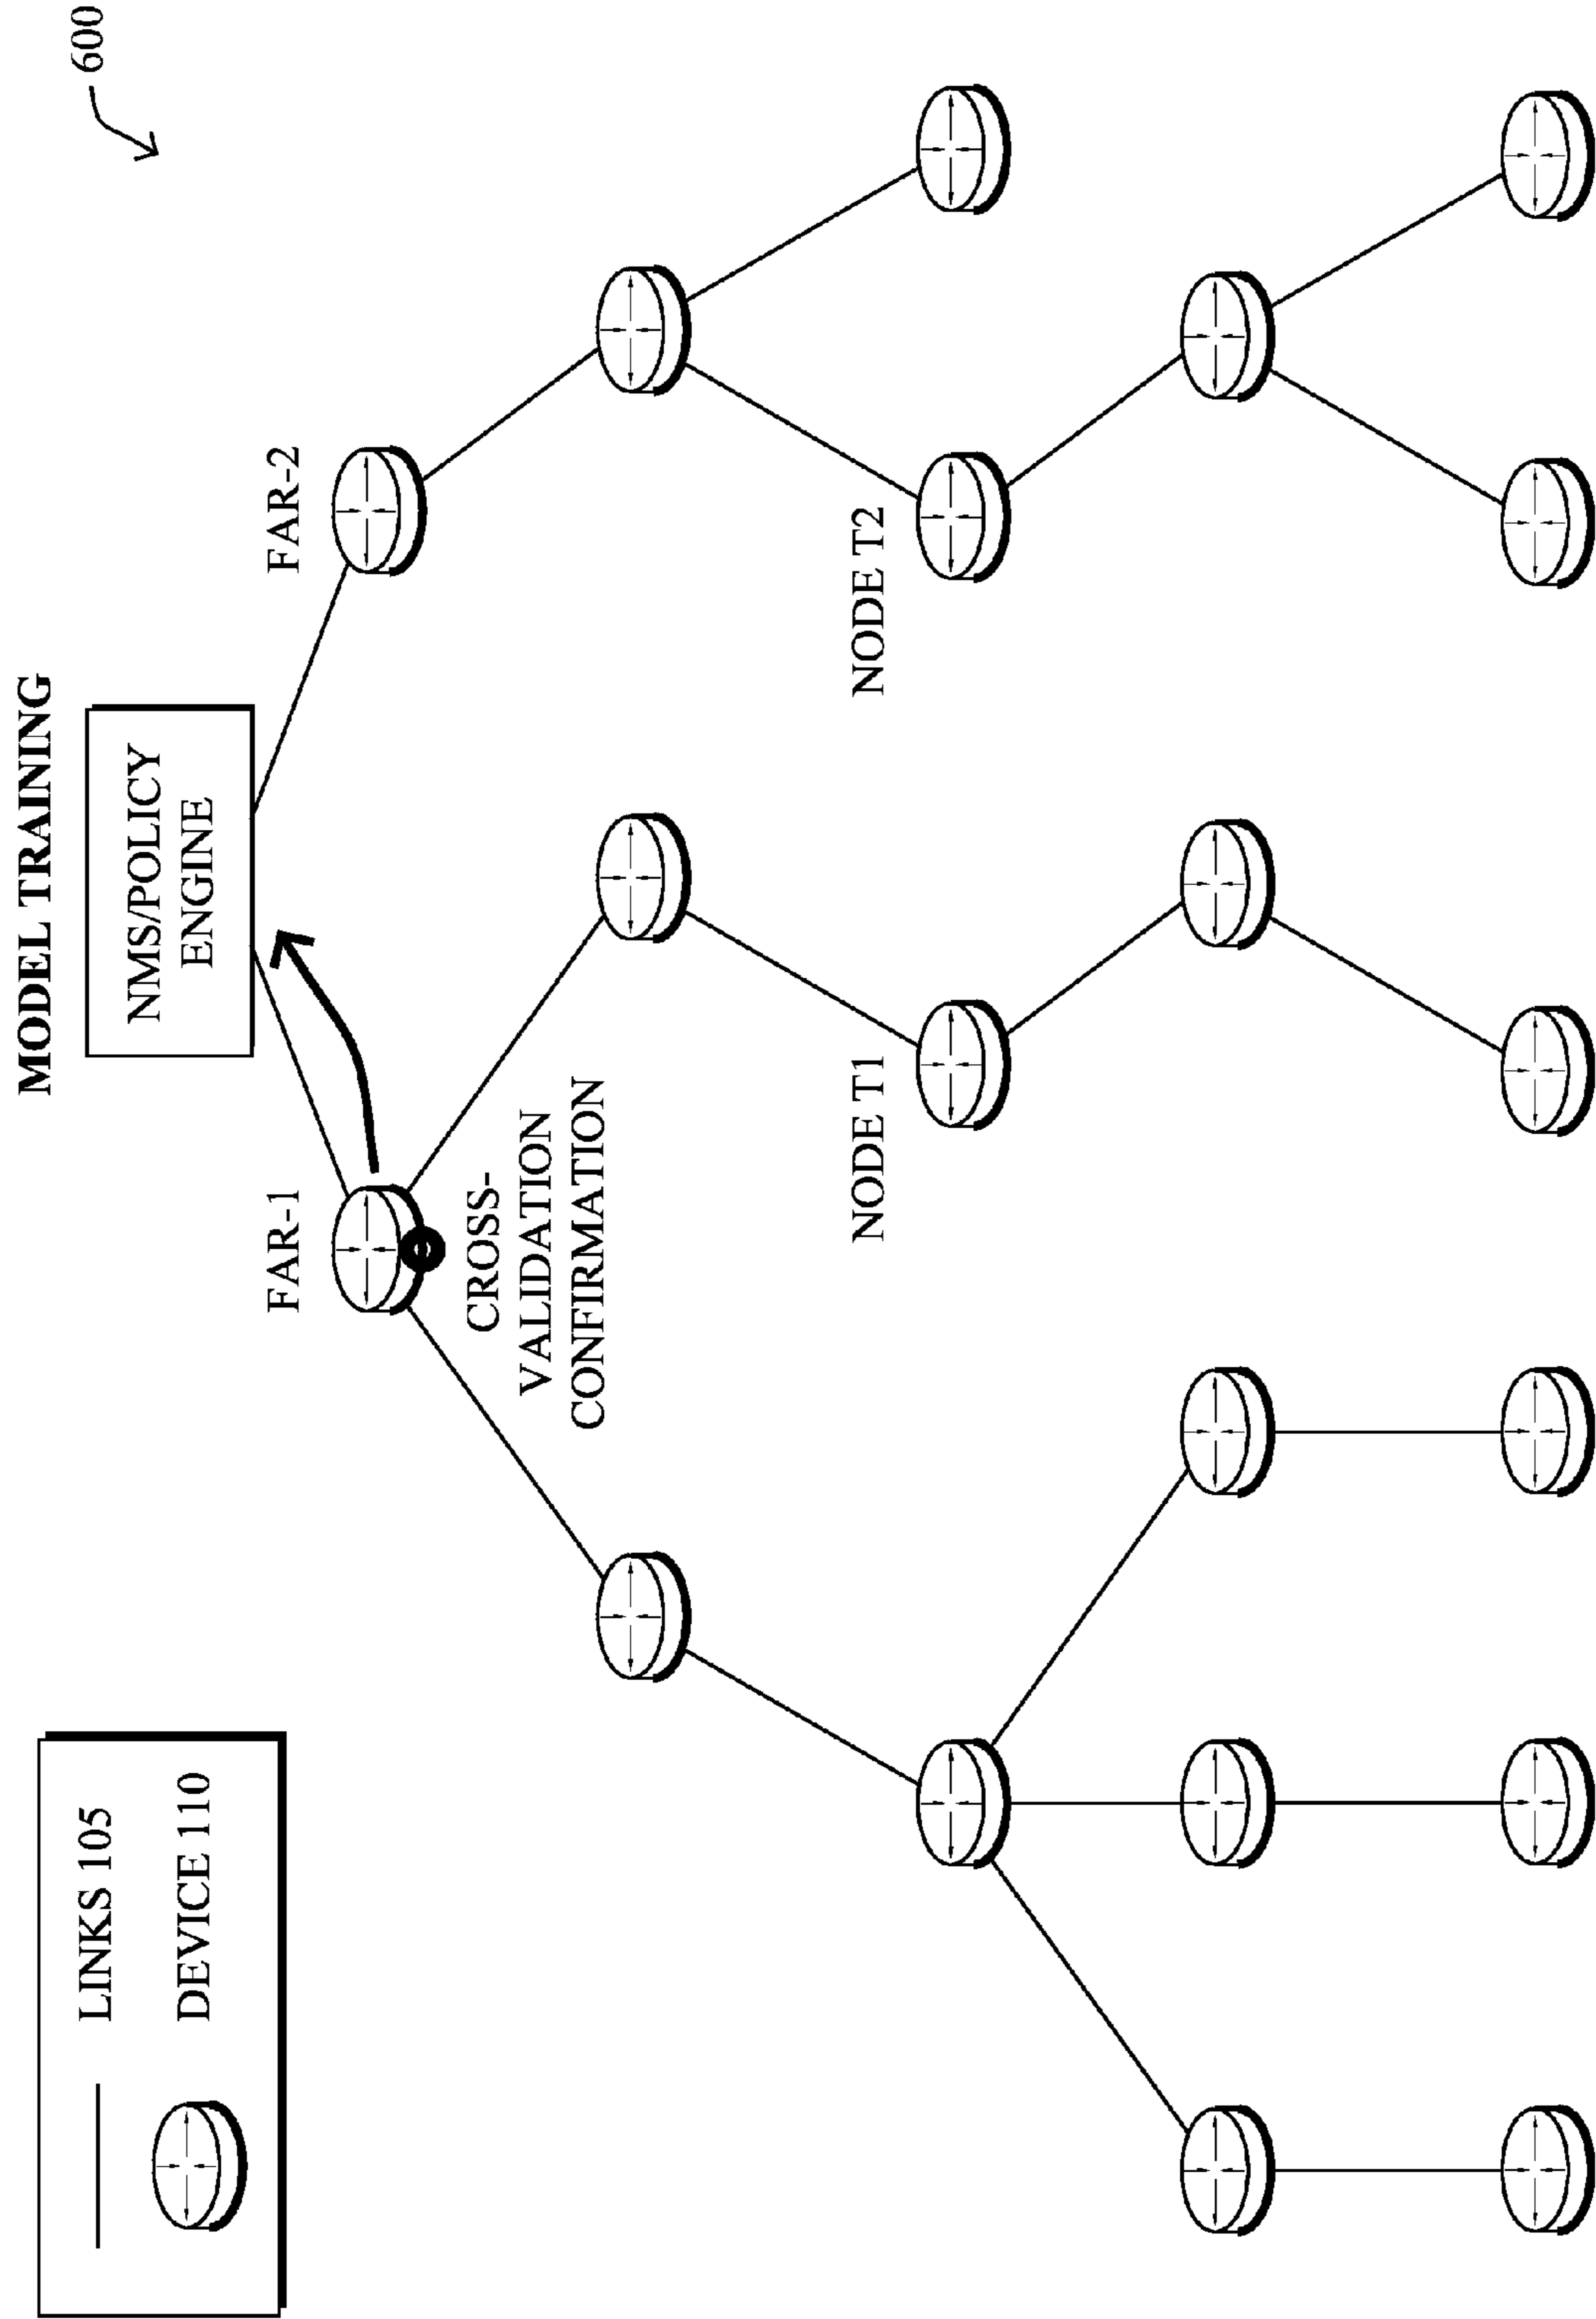 LINKS 105
DEVICE 110
MODEL TRAINING
600
NMS/POLICY
ENGINE
FAR-1
FAR-2
CROSS-
VALIDATION
CONFIRMATION
NODE T1
NODE T2